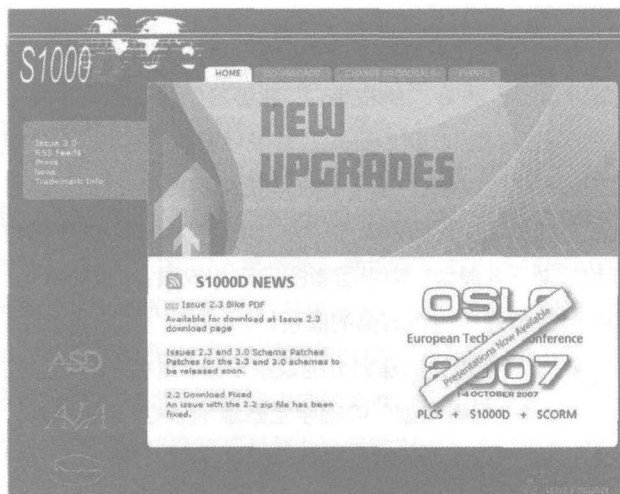 S1000
HOME
DOWNLOADS
CHANGE PROPOSALS
EVENTS
Issue 3.0
RSS Feeds
Press
News
Trademark Info
NEW
UPGRADES
S1000D NEWS
Issue 2.3 Bike PDF
Available for download at Issue 2.3
download page
Issues 2.3 and 3.0 Schema Patches
Patches for the 2.3 and 3.0 schemas to
be released soon.
2.2 Download Fixed
An issue with the 2.2 zip file has been
fixed.
OSLO
European Tech
Conference
Presentations Now Available
2007
1-4 OCTOBER 2007
PLCS + S1000D + SCORM
ASD
AIA